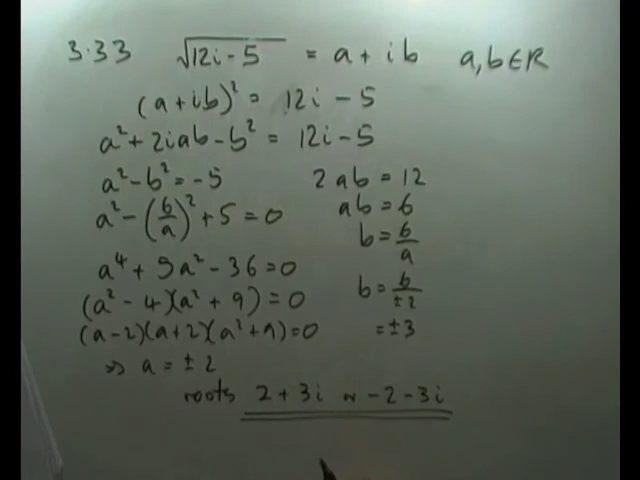 3.33 √12i-5 = a + ib a, b ∈ R
(a + ib)² = 12i - 5
a² + 2iab - b² = 12i - 5
a² - b² = -5 2ab = 12
a² - (6/a)² + 5 = 0 ab = 6
b = 6/a
a⁴ + 5a² - 36 = 0
(a² - 4)(a² + 9) = 0 b = 6/±2
(a-2)(a+2)(a²+9) = 0 = ±3
⇒ a = ± 2
roots 2 + 3i ~ -2 - 3i